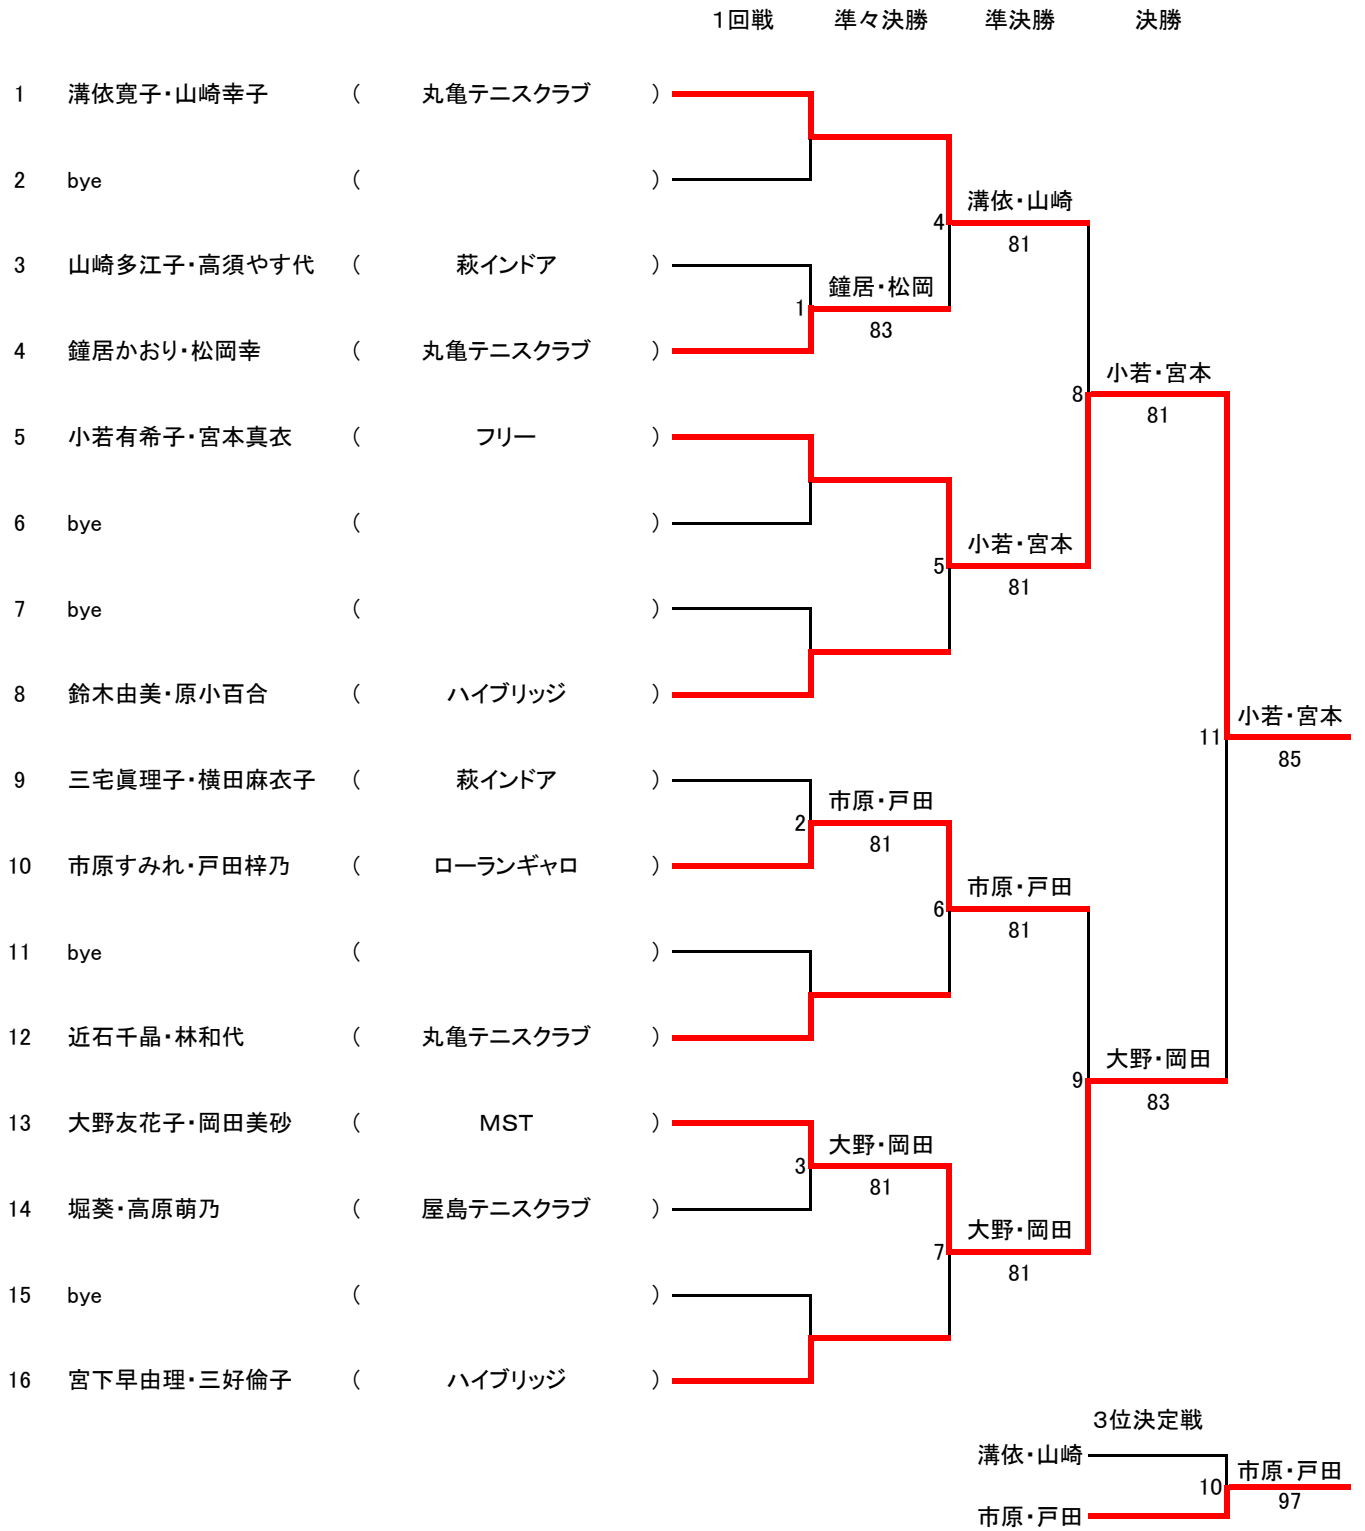 1回戦 準々決勝 準決勝 決勝
1 溝依寛子・山崎幸子 ( 丸亀テニスクラブ )
2 bye ( )
溝依・山崎
4
81
3 山崎多江子・高須やす代 ( 萩インドア )
鐘居・松岡
1
83
4 鐘居かおり・松岡幸 ( 丸亀テニスクラブ )
小若・宮本
8
81
5 小若有希子・宮本真衣 ( フリー )
6 bye ( )
小若・宮本
5
81
7 bye ( )
8 鈴木由美・原小百合 ( ハイブリッジ )
小若・宮本
11
85
9 三宅眞理子・横田麻衣子 ( 萩インドア )
市原・戸田
2
81
10 市原すみれ・戸田梓乃 ( ローランギャロ )
市原・戸田
6
81
11 bye ( )
12 近石千晶・林和代 ( 丸亀テニスクラブ )
大野・岡田
9
83
13 大野友花子・岡田美砂 ( MST )
大野・岡田
3
81
14 堀葵・高原萌乃 ( 屋島テニスクラブ )
大野・岡田
7
81
15 bye ( )
16 宮下早由理・三好倫子 ( ハイブリッジ )
3位決定戦
溝依・山崎
市原・戸田
10
97
市原・戸田